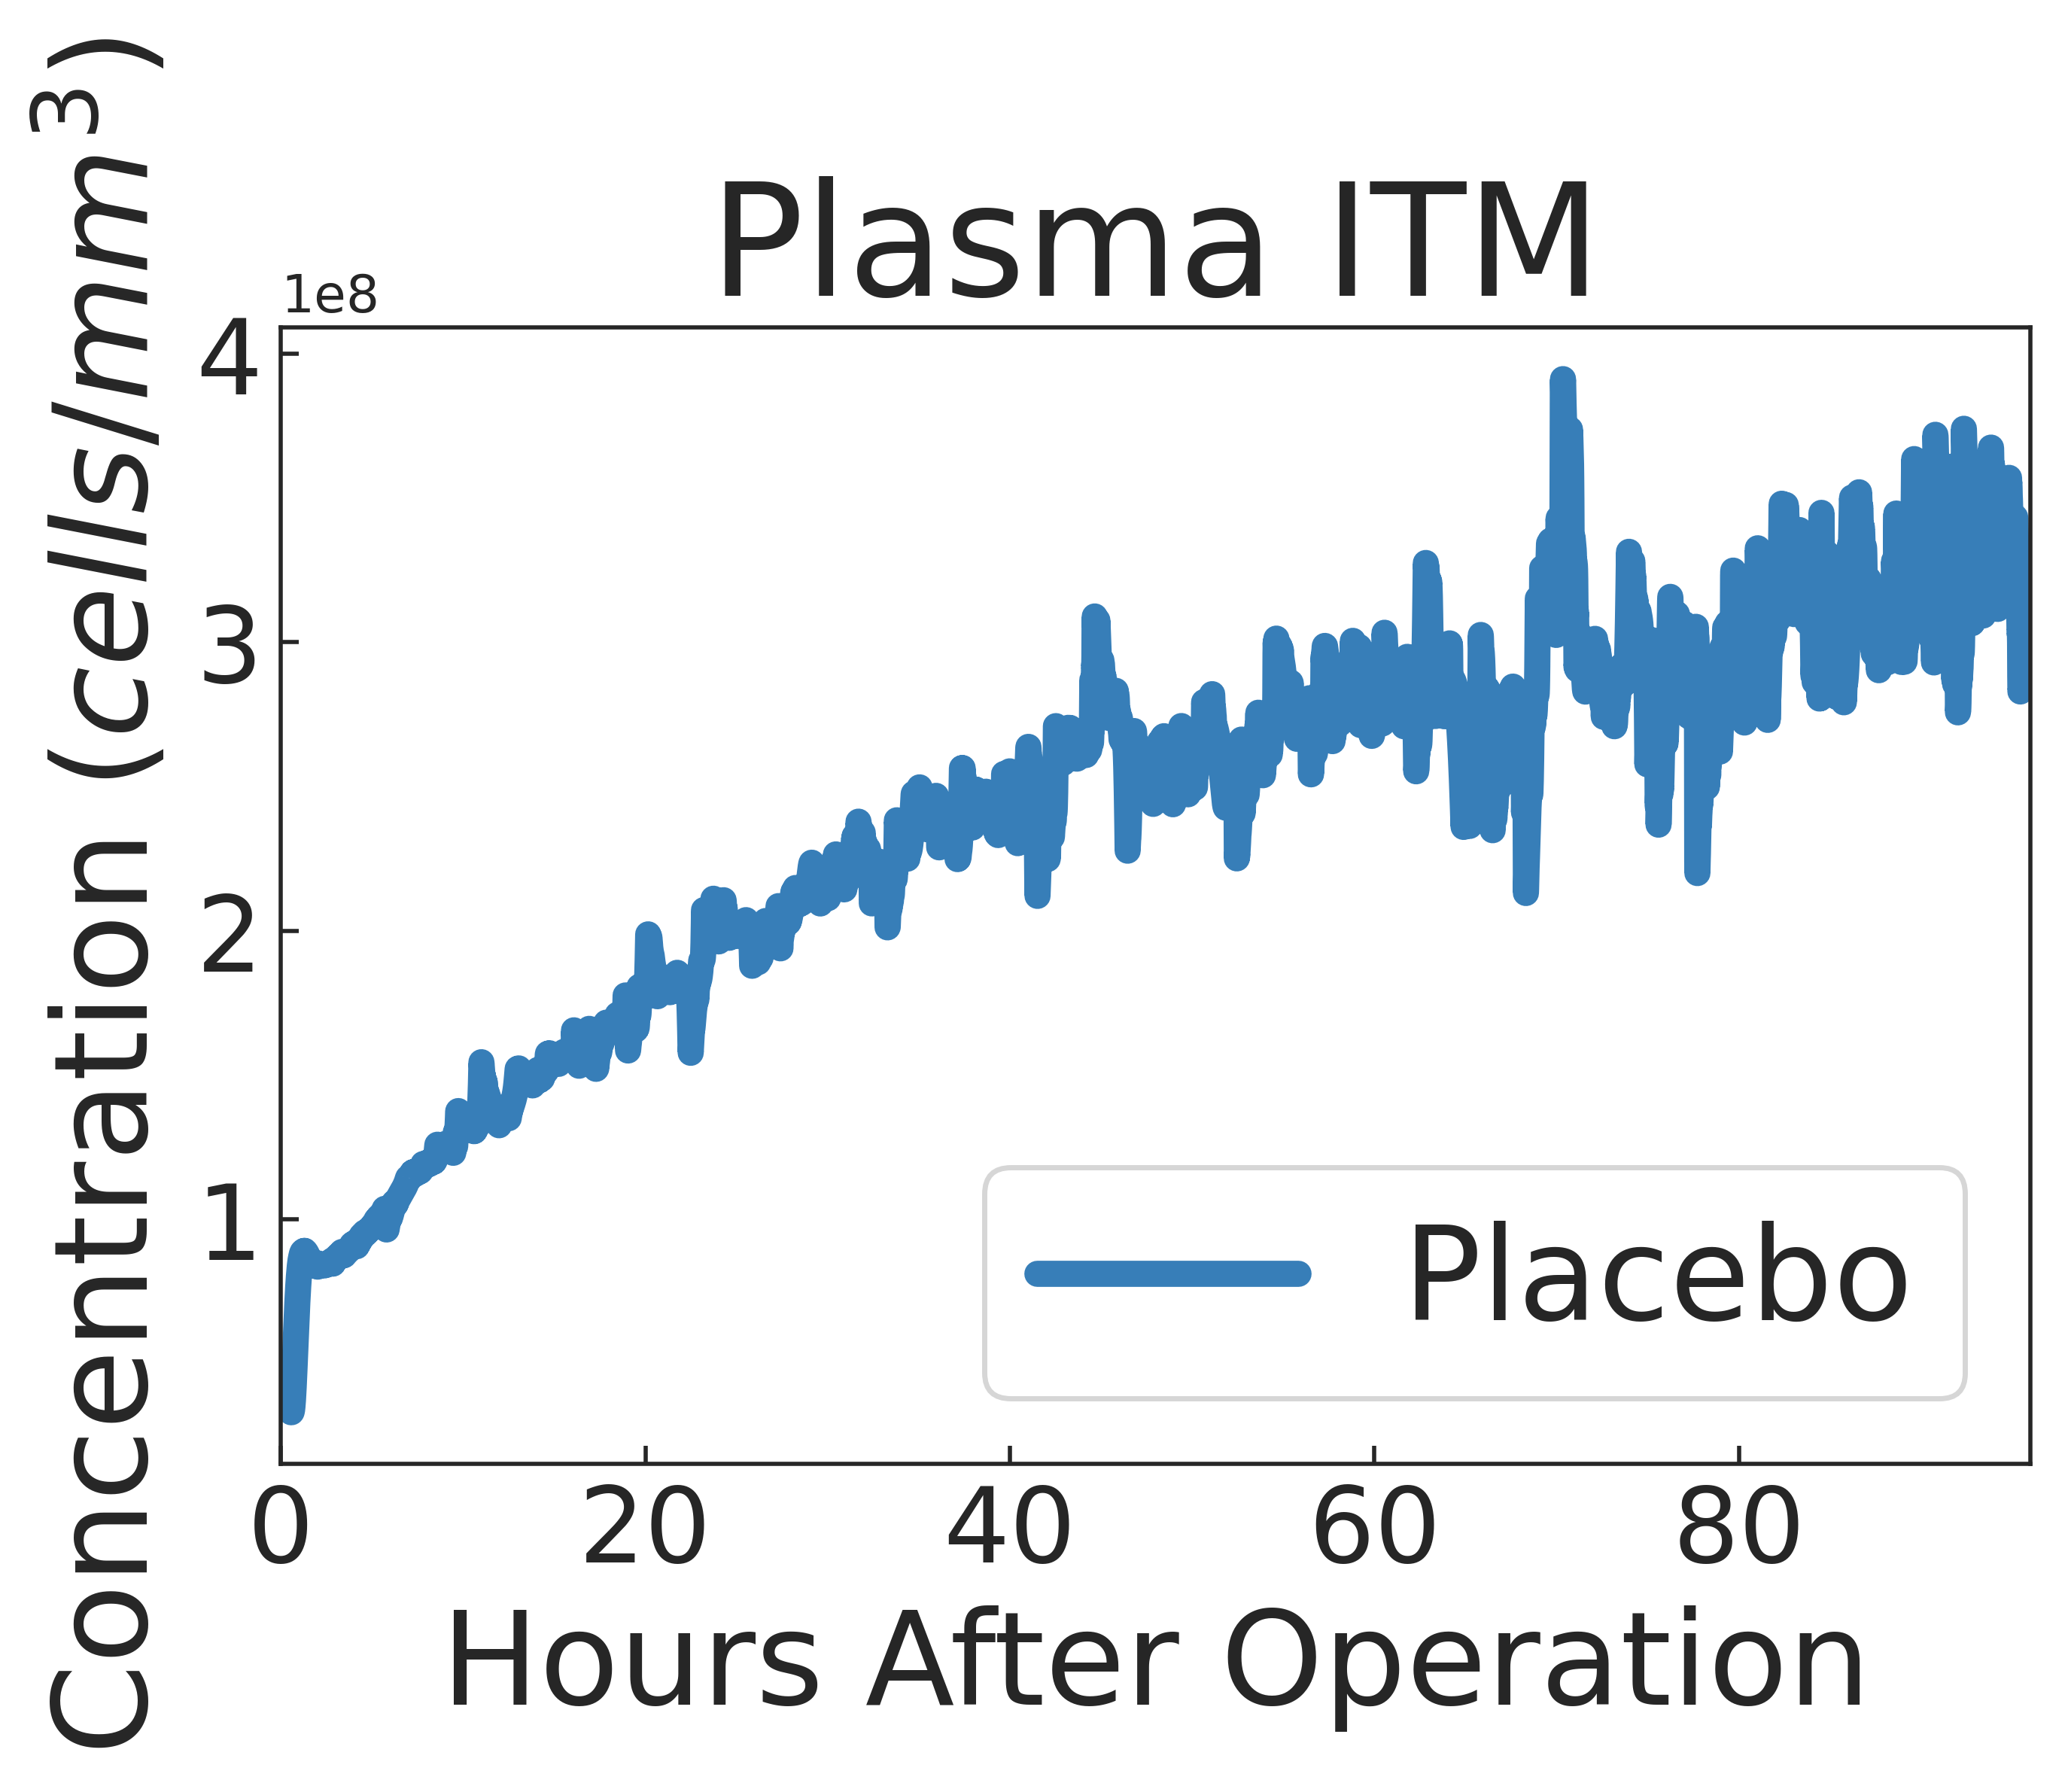 Plasma ITM
1e8
Concentration (cells/mm³)
4
3
2
1
Placebo
0 20 40 60 80
Hours After Operation